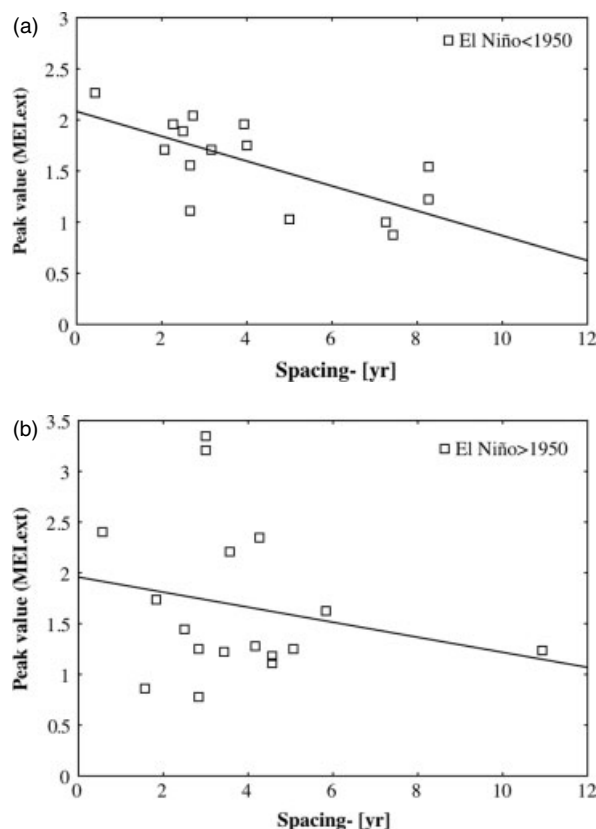 (a)
3
El Niño<1950
2.5
2
1.5
1
0.5
0
Peak value (MEI.ext)
0 2 4 6 8 10 12
Spacing- [yr]
(b)
3.5
El Niño>1950
3
2.5
2
1.5
1
0.5
0
Peak value (MEI.ext)
0 2 4 6 8 10 12
Spacing- [yr]